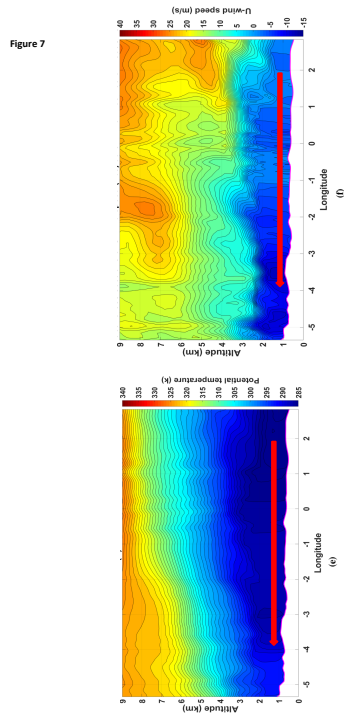 Figure 7
U-wind speed (m/s)
40 35 30 25 20 15 10 5 0 -5 -10 -15
Altitude (km)
9 8 7 6 5 4 3 2 1 0
-5 -4 -3 -2 -1 0 1 2
Longitude
(f)
Potential temperature (k)
340 335 330 325 320 315 310 305 300 295 290 285
Altitude (km)
9 8 7 6 5 4 3 2 1 0
-5 -4 -3 -2 -1 0 1 2
Longitude
(e)